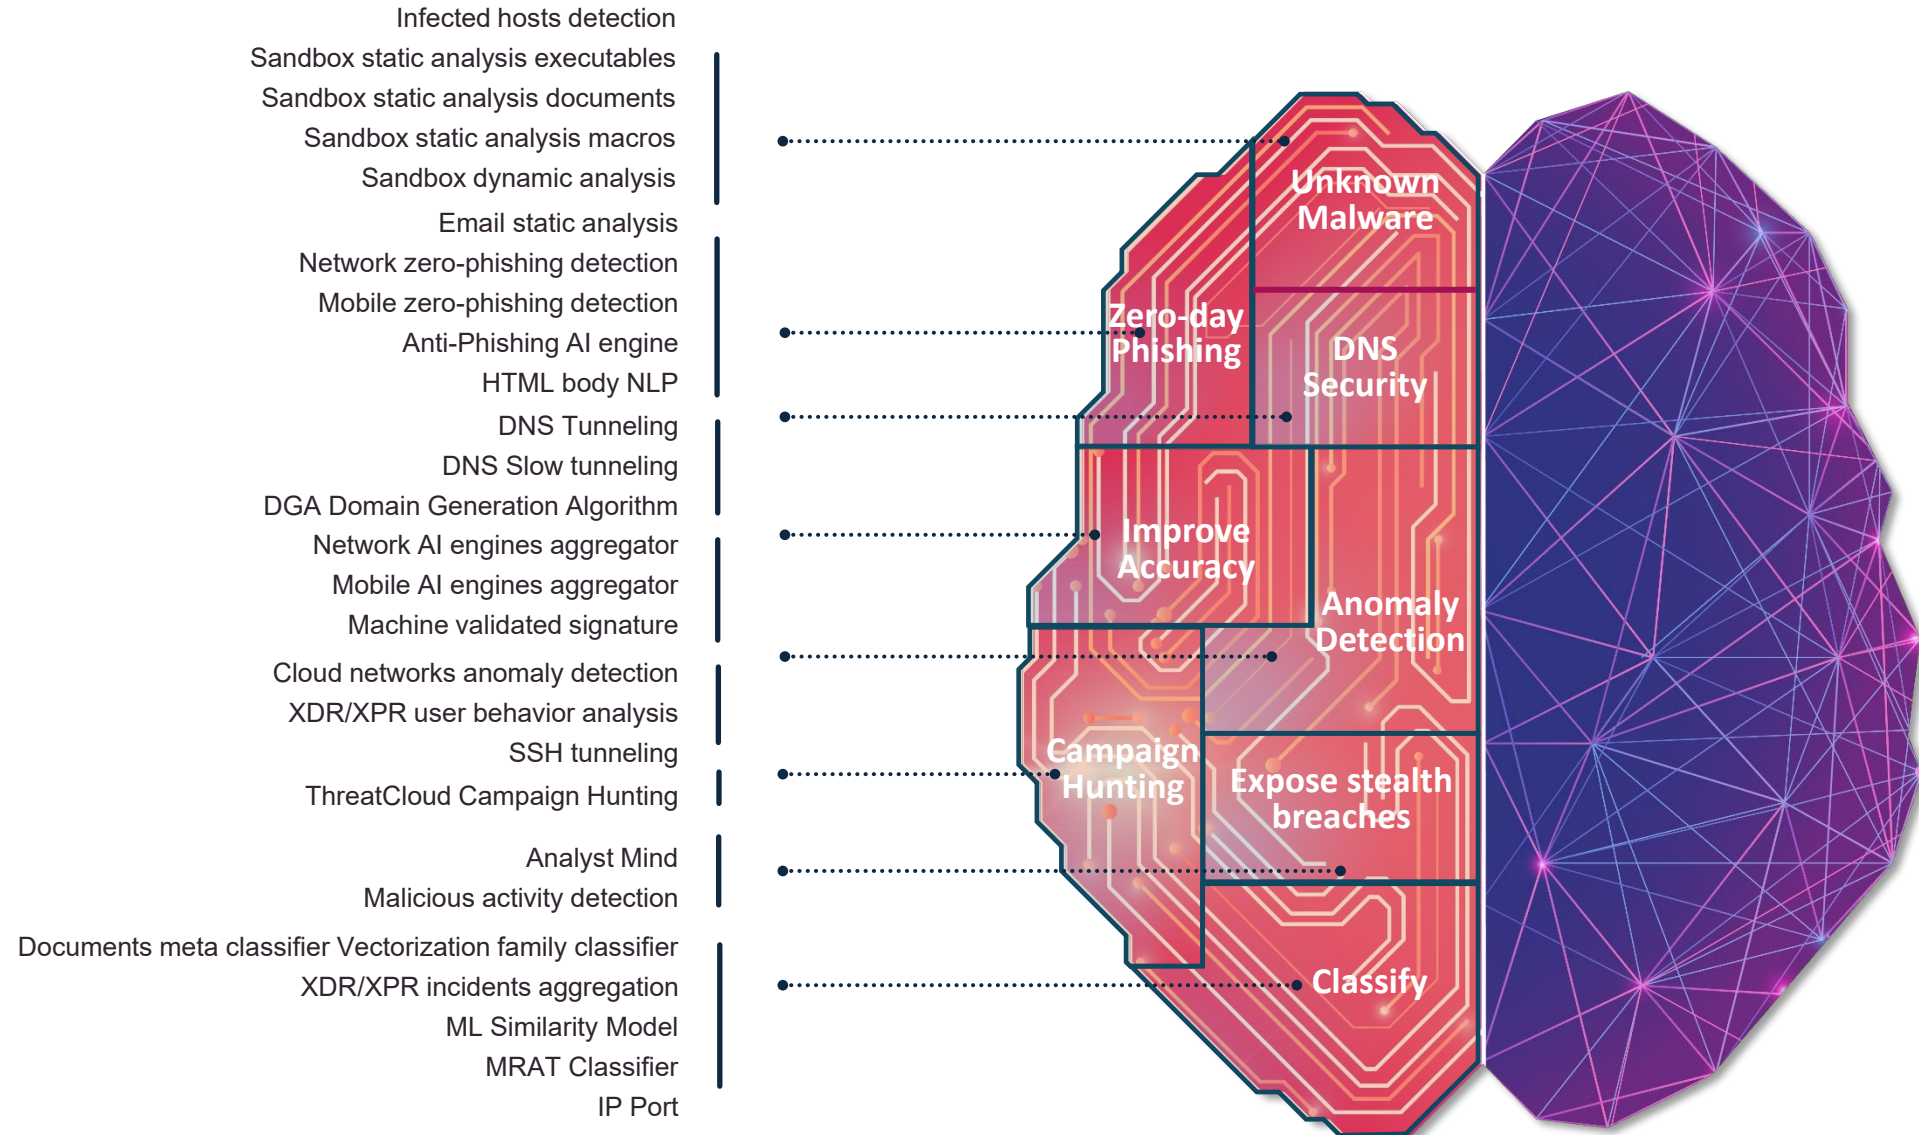 Infected hosts detection
Sandbox static analysis executables
Sandbox static analysis documents
Sandbox static analysis macros
Sandbox dynamic analysis
Email static analysis
Network zero-phishing detection
Mobile zero-phishing detection
Anti-Phishing AI engine
HTML body NLP
DNS Tunneling
DNS Slow tunneling
DGA Domain Generation Algorithm
Network AI engines aggregator
Mobile AI engines aggregator
Machine validated signature
Cloud networks anomaly detection
XDR/XPR user behavior analysis
SSH tunneling
ThreatCloud Campaign Hunting
Analyst Mind
Malicious activity detection
Documents meta classifier Vectorization family classifier
XDR/XPR incidents aggregation
ML Similarity Model
MRAT Classifier
IP Port
Unknown
Malware
Zero-day
Phishing
DNS
Security
Improve
Accuracy
Anomaly
Detection
Campaign
Hunting
Expose stealth
breaches
Classify